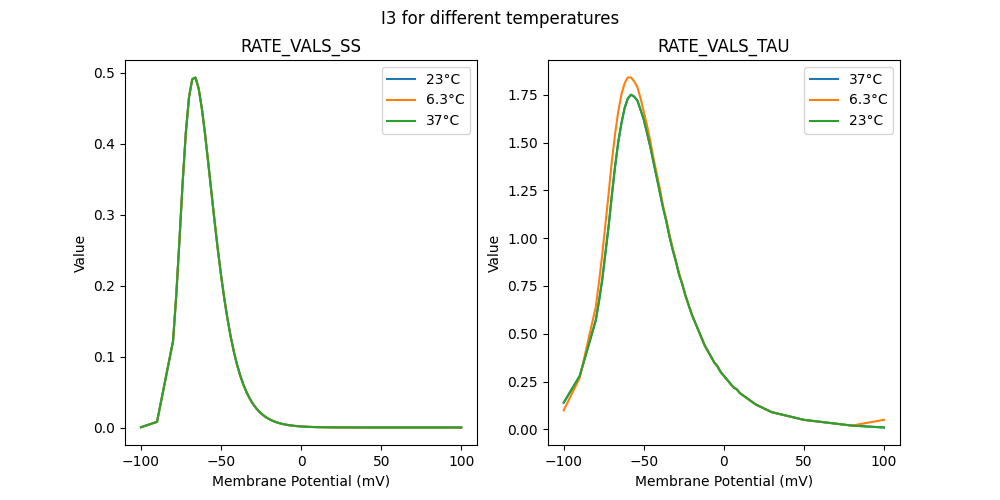 I3 for different temperatures
RATE_VALS_SS
Value
0.5
0.4
0.3
0.2
0.1
0.0
−100
−50
0
50
100
Membrane Potential (mV)
23°C
6.3°C
37°C
RATE_VALS_TAU
Value
1.75
1.50
1.25
1.00
0.75
0.50
0.25
0.00
−100
−50
0
50
100
Membrane Potential (mV)
37°C
6.3°C
23°C